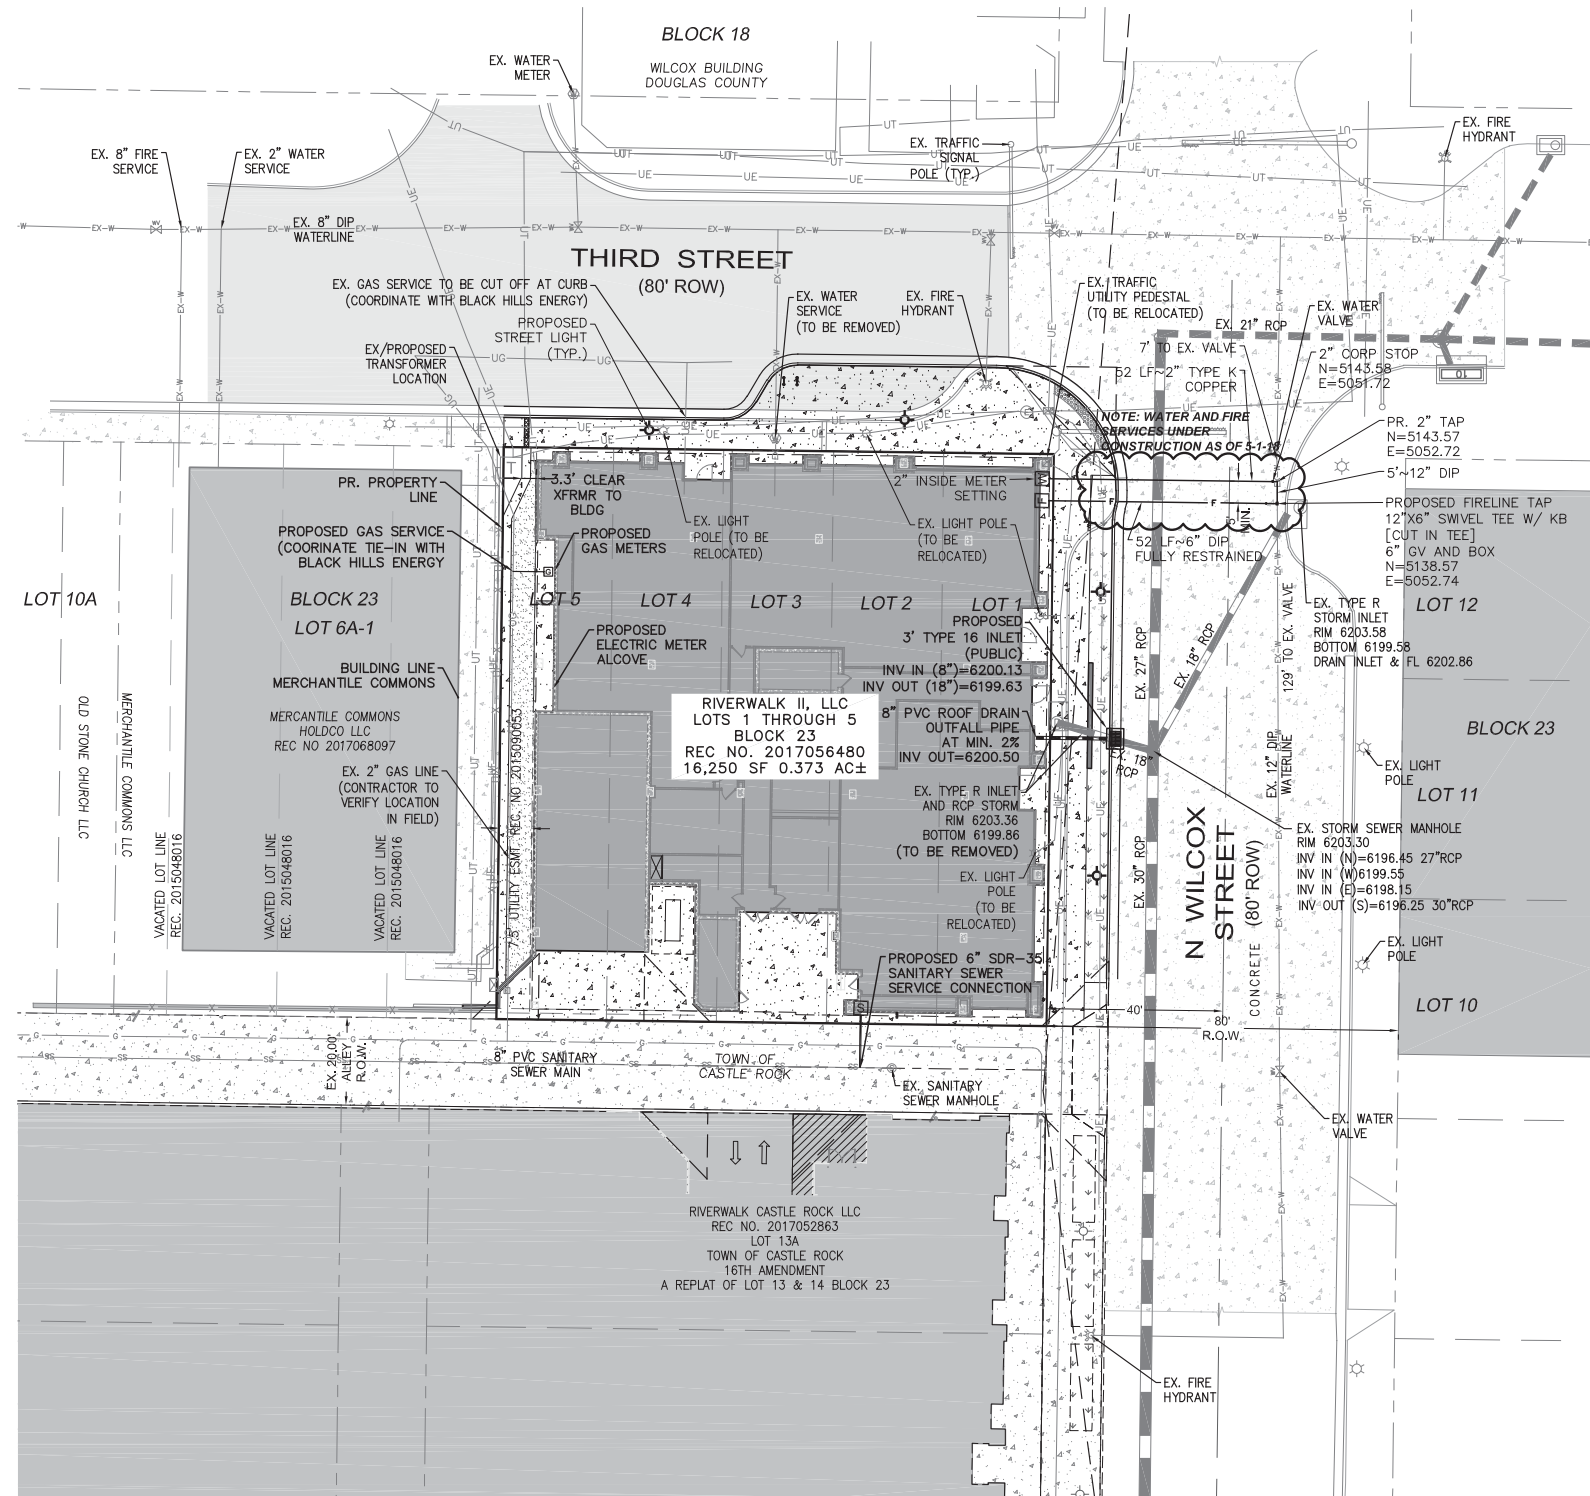 BLOCK 18
WILCOX BUILDING
DOUGLAS COUNTY
EX. WATER
METER
EX. 8" FIRE
SERVICE
EX. 2" WATER
SERVICE
EX. 8" DIP
WATERLINE
EX. TRAFFIC
SIGNAL
POLE (TYP.)
EX. FIRE
HYDRANT
THIRD STREET
(80' ROW)
EX. GAS SERVICE TO BE CUT OFF AT CURB
(COORDINATE WITH BLACK HILLS ENERGY)
PROPOSED
STREET LIGHT
(TYP.)
EX/PROPOSED
TRANSFORMER
LOCATION
EX. WATER
SERVICE
(TO BE REMOVED)
EX. FIRE
HYDRANT
EX. TRAFFIC
UTILITY PEDESTAL
(TO BE RELOCATED)
EX. 21" RCP
EX. WATER
VALVE
7' TO EX. VALVE
52 LF~2" TYPE K
COPPER
2" CORP STOP
N=5143.58
E=5051.72
NOTE: WATER AND FIRE
SERVICES UNDER
CONSTRUCTION AS OF 5-1-18
PR. 2" TAP
N=5143.57
E=5052.72
5'~12" DIP
PROPOSED FIRELINE TAP
12"X6" SWIVEL TEE W/ KB
[CUT IN TEE]
6" GV AND BOX
N=5138.57
E=5052.74
5'
MIN.
52 LF~6" DIP
FULLY RESTRAINED
PR. PROPERTY
LINE
3.3' CLEAR
XFRMR TO
BLDG
2" INSIDE METER
SETTING
PROPOSED GAS SERVICE
(COORINATE TIE-IN WITH
BLACK HILLS ENERGY
PROPOSED
GAS METERS
EX. LIGHT
POLE (TO BE
RELOCATED)
EX. LIGHT POLE
(TO BE
RELOCATED)
LOT 10A
BLOCK 23
LOT 6A-1
LOT 5
LOT 4
LOT 3
LOT 2
LOT 1
LOT 12
EX. TYPE R
STORM INLET
RIM 6203.58
BOTTOM 6199.58
DRAIN INLET & FL 6202.86
PROPOSED
3' TYPE 16 INLET
(PUBLIC)
INV IN (8")=6200.13
INV OUT (18")=6199.63
PROPOSED
ELECTRIC METER
ALCOVE
BUILDING LINE
MERCHANTILE COMMONS
MERCANTILE COMMONS
HOLDCO LLC
REC NO 2017068097
EX. 2" GAS LINE
(CONTRACTOR TO
VERIFY LOCATION
IN FIELD)
OLD STONE CHURCH LLC
MERCHANTILE COMMONS LLC
RIVERWALK II, LLC
LOTS 1 THROUGH 5
BLOCK 23
REC NO. 2017056480
16,250 SF 0.373 AC±
8" PVC ROOF DRAIN
OUTFALL PIPE
AT MIN. 2%
INV OUT=6200.50
EX. TYPE R INLET
AND RCP STORM
RIM 6203.36
BOTTOM 6199.86
(TO BE REMOVED)
EX. 27" RCP
EX. 18" RCP
EX. 18"
RCP
129' TO EX. VALVE
EX. 12" DIP
WATERLINE
BLOCK 23
EX. LIGHT
POLE
LOT 11
EX. STORM SEWER MANHOLE
RIM 6203.30
INV IN (N)=6196.45 27"RCP
INV IN (W)6199.55
INV IN (E)=6198.15
INV OUT (S)=6196.25 30"RCP
EX. 30" RCP
N WILCOX
STREET
(80' ROW)
CONCRETE
EX. LIGHT
POLE
(TO BE
RELOCATED)
EX. LIGHT
POLE
VACATED LOT LINE
REC. 2015048016
VACATED LOT LINE
REC. 2015048016
VACATED LOT LINE
REC. 2015048016
7.5' UTILITY ESMT REC. NO 2015090053
PROPOSED 6" SDR-35
SANITARY SEWER
SERVICE CONNECTION
LOT 10
40'
80'
R.O.W.
EX. 20.00'
ALLEY
R.O.W.
8" PVC SANITARY
SEWER MAIN
TOWN OF
CASTLE ROCK
EX. SANITARY
SEWER MANHOLE
EX. WATER
VALVE
RIVERWALK CASTLE ROCK LLC
REC NO. 2017052863
LOT 13A
TOWN OF CASTLE ROCK
16TH AMENDMENT
A REPLAT OF LOT 13 & 14 BLOCK 23
EX. FIRE
HYDRANT